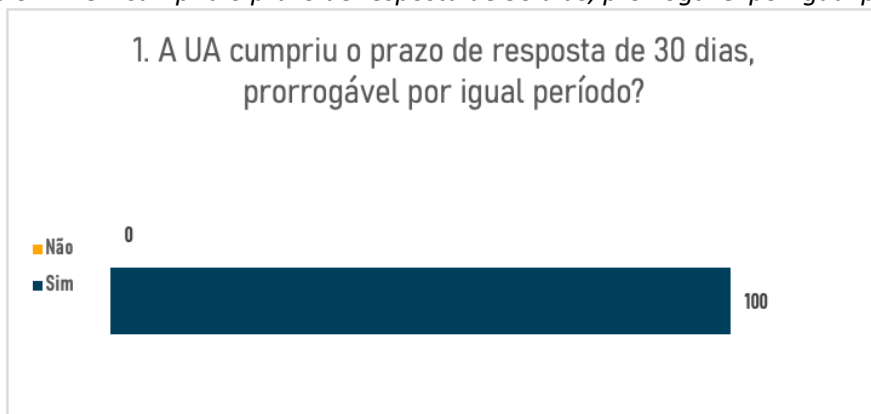 1. A UA cumpriu o prazo de resposta de 30 dias,
prorrogável por igual período?
0
Não
Sim
100